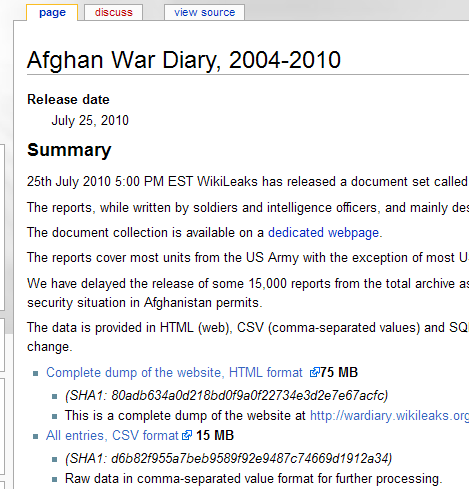 page discuss view source
Afghan War Diary, 2004-2010
Release date
July 25, 2010
Summary
25th July 2010 5:00 PM EST WikiLeaks has released a document set called
The reports, while written by soldiers and intelligence officers, and mainly des
The document collection is available on a dedicated webpage.
The reports cover most units from the US Army with the exception of most U
We have delayed the release of some 15,000 reports from the total archive as
security situation in Afghanistan permits.
The data is provided in HTML (web), CSV (comma-separated values) and SQ
change.
Complete dump of the website, HTML format 75 MB
(SHA1: 80adb634a0d218bd0f9a0f22734e3d2e7e67acfc)
This is a complete dump of the website at http://wardiary.wikileaks.org
All entries, CSV format 15 MB
(SHA1: d6b82f955a7beb9589f92e9487c74669d1912a34)
Raw data in comma-separated value format for further processing.